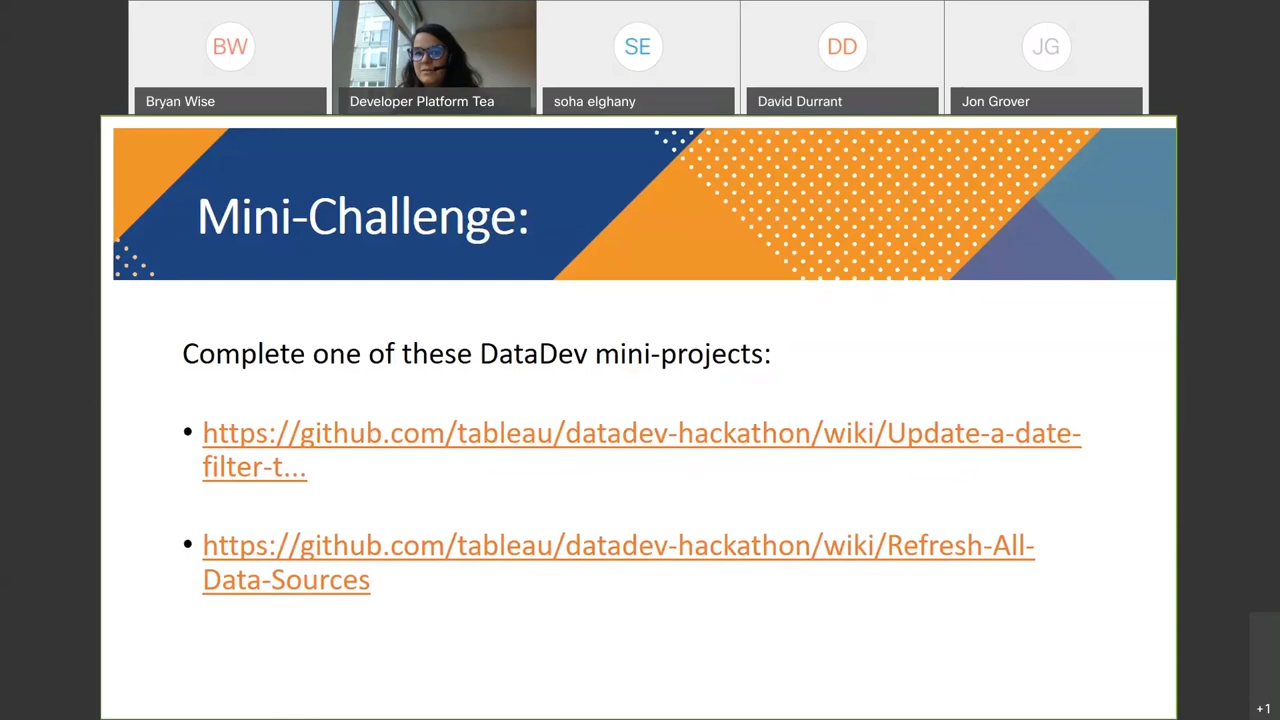 BW
SE
DD
JG
Bryan Wise
Developer Platform Tea
soha elghany
David Durrant
Jon Grover
Mini-Challenge:
Complete one of these DataDev mini-projects:
• https://github.com/tableau/datadev-hackathon/wiki/Update-a-date-
filter-t...
• https://github.com/tableau/datadev-hackathon/wiki/Refresh-All-
Data-Sources
+1